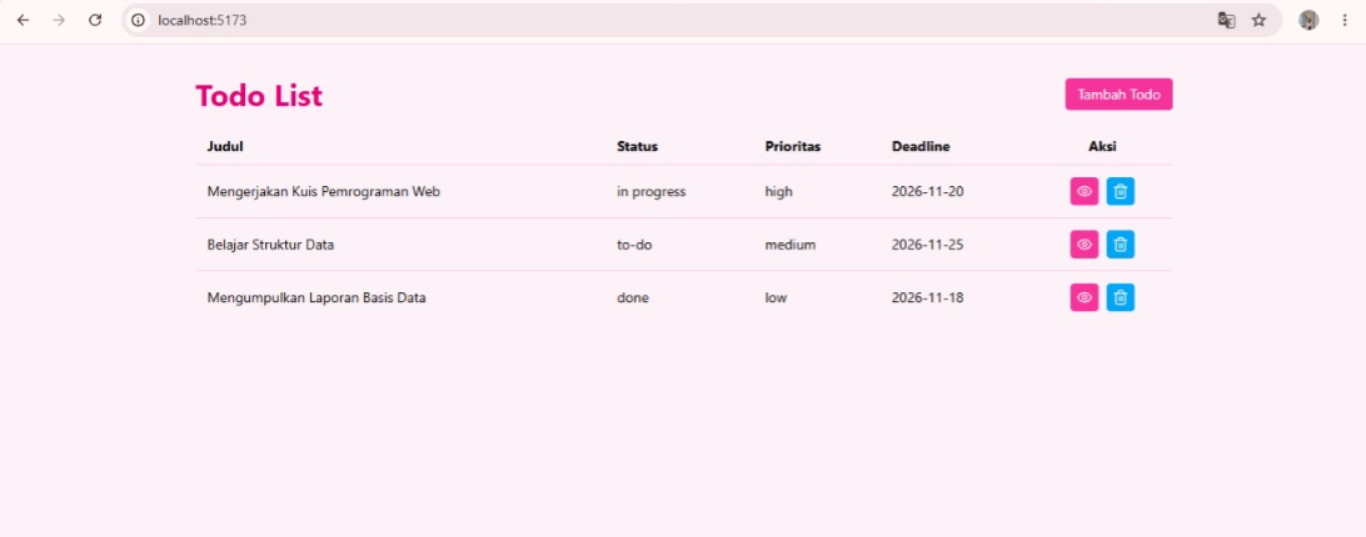 localhost:5173
Todo List
Tambah Todo
Judul Status Prioritas Deadline Aksi
Mengerjakan Kuis Pemrograman Web in progress high 2026-11-20
Belajar Struktur Data to-do medium 2026-11-25
Mengumpulkan Laporan Basis Data done low 2026-11-18